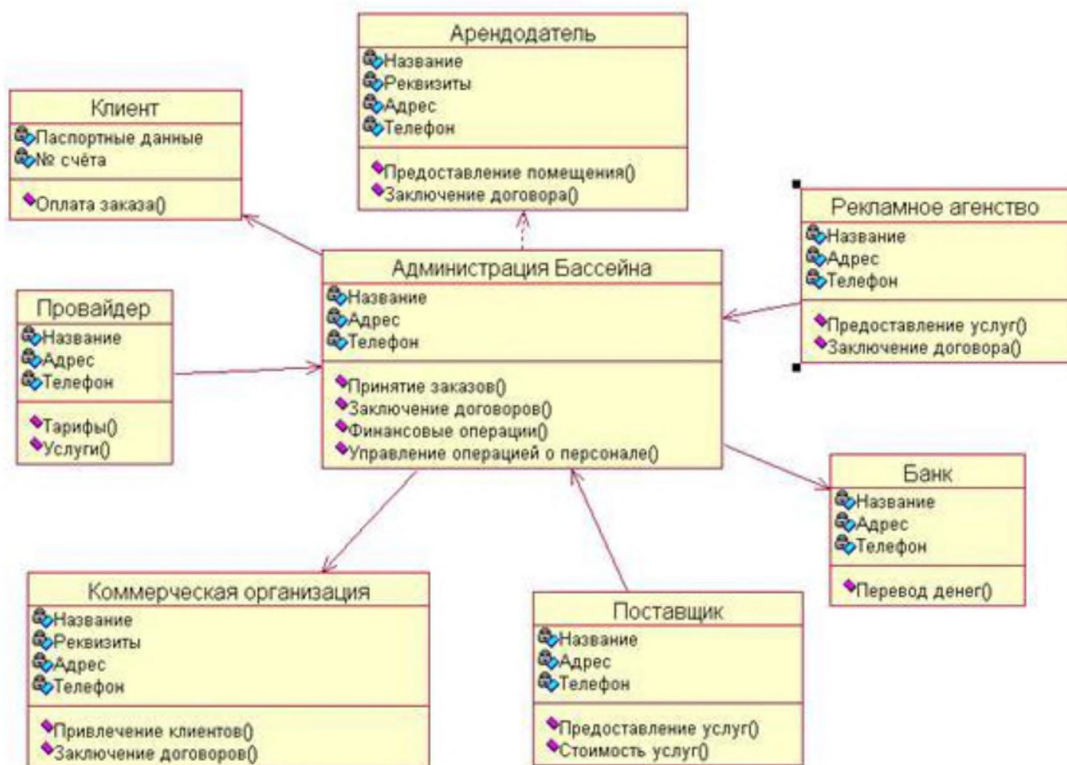 Арендодатель
Название
Реквизиты
Адрес
Телефон
Предоставление помещения()
Заключение договора()
Клиент
Паспортные данные
№ счёта
Оплата заказа()
Рекламное агенство
Название
Адрес
Телефон
Предоставление услуг()
Заключение договора()
Администрация Бассейна
Название
Адрес
Телефон
Принятие заказов()
Заключение договоров()
Финансовые операции()
Управление операцией о персонале()
Провайдер
Название
Адрес
Телефон
Тарифы()
Услуги()
Банк
Название
Адрес
Телефон
Перевод денег()
Коммерческая организация
Название
Реквизиты
Адрес
Телефон
Привлечение клиентов()
Заключение договоров()
Поставщик
Название
Адрес
Телефон
Предоставление услуг()
Стоимость услуг()